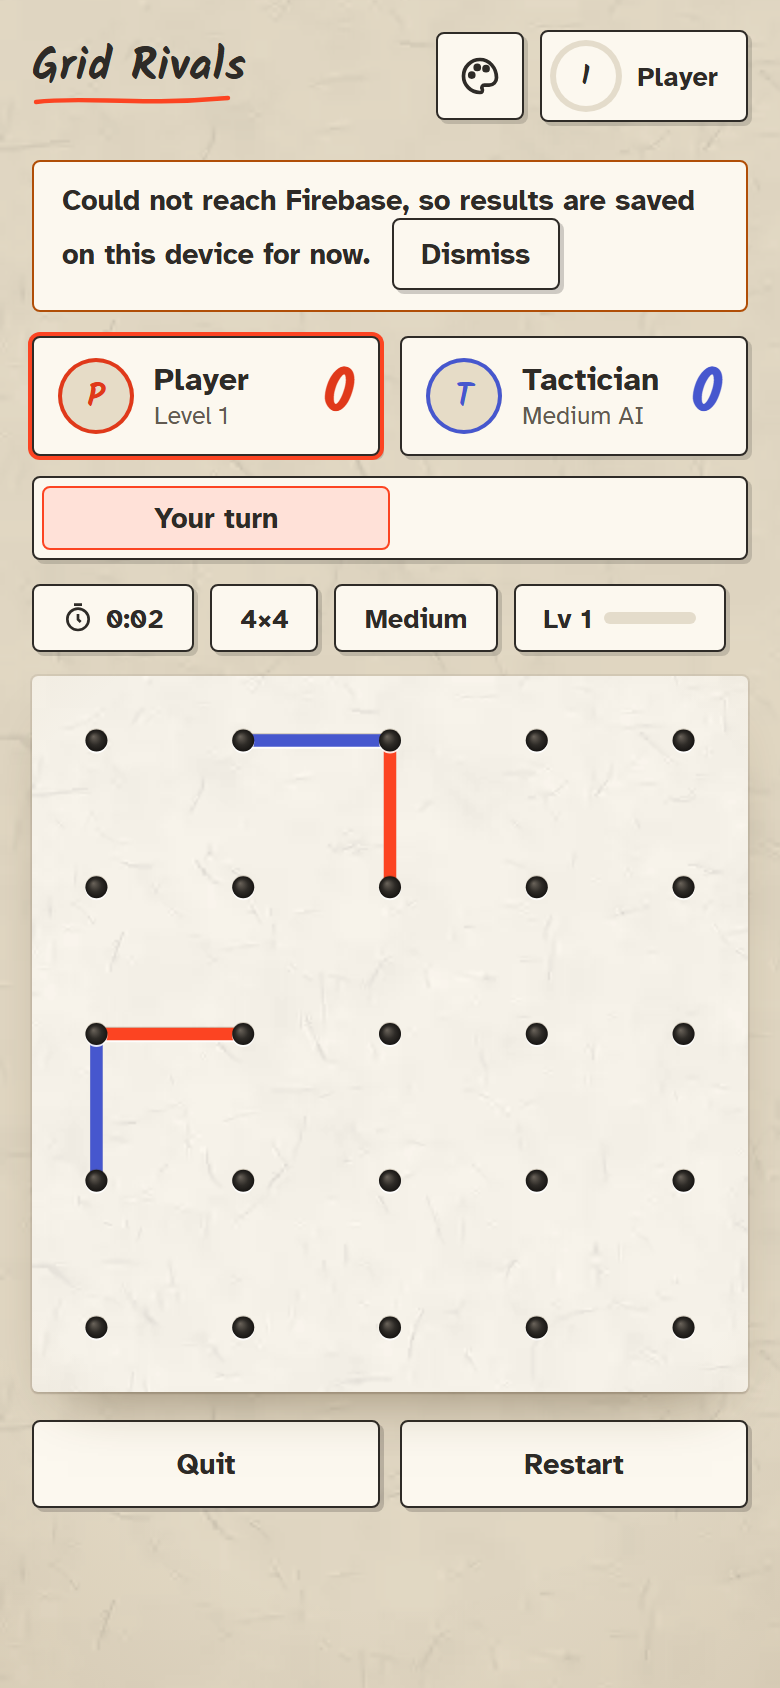 Grid Rivals
1
Player
Could not reach Firebase, so results are saved
on this device for now.
Dismiss
P
Player
Level 1
0
T
Tactician
Medium AI
0
Your turn
0:02
4×4
Medium
Lv 1
Quit
Restart